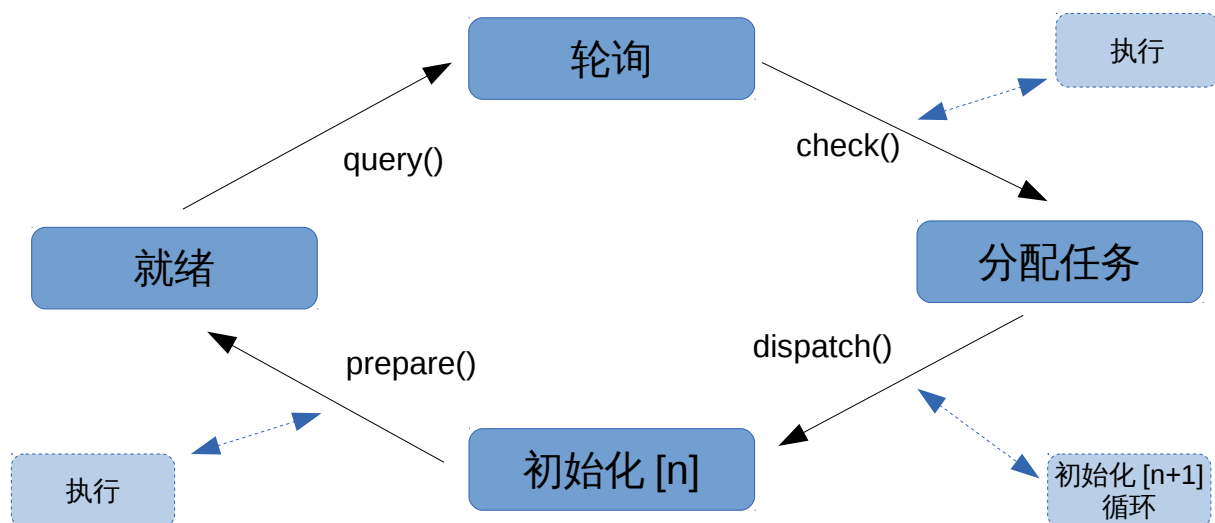 轮询
执行
query()
check()
就绪
分配任务
prepare()
dispatch()
执行
初始化 [n]
初始化 [n+1]
循环